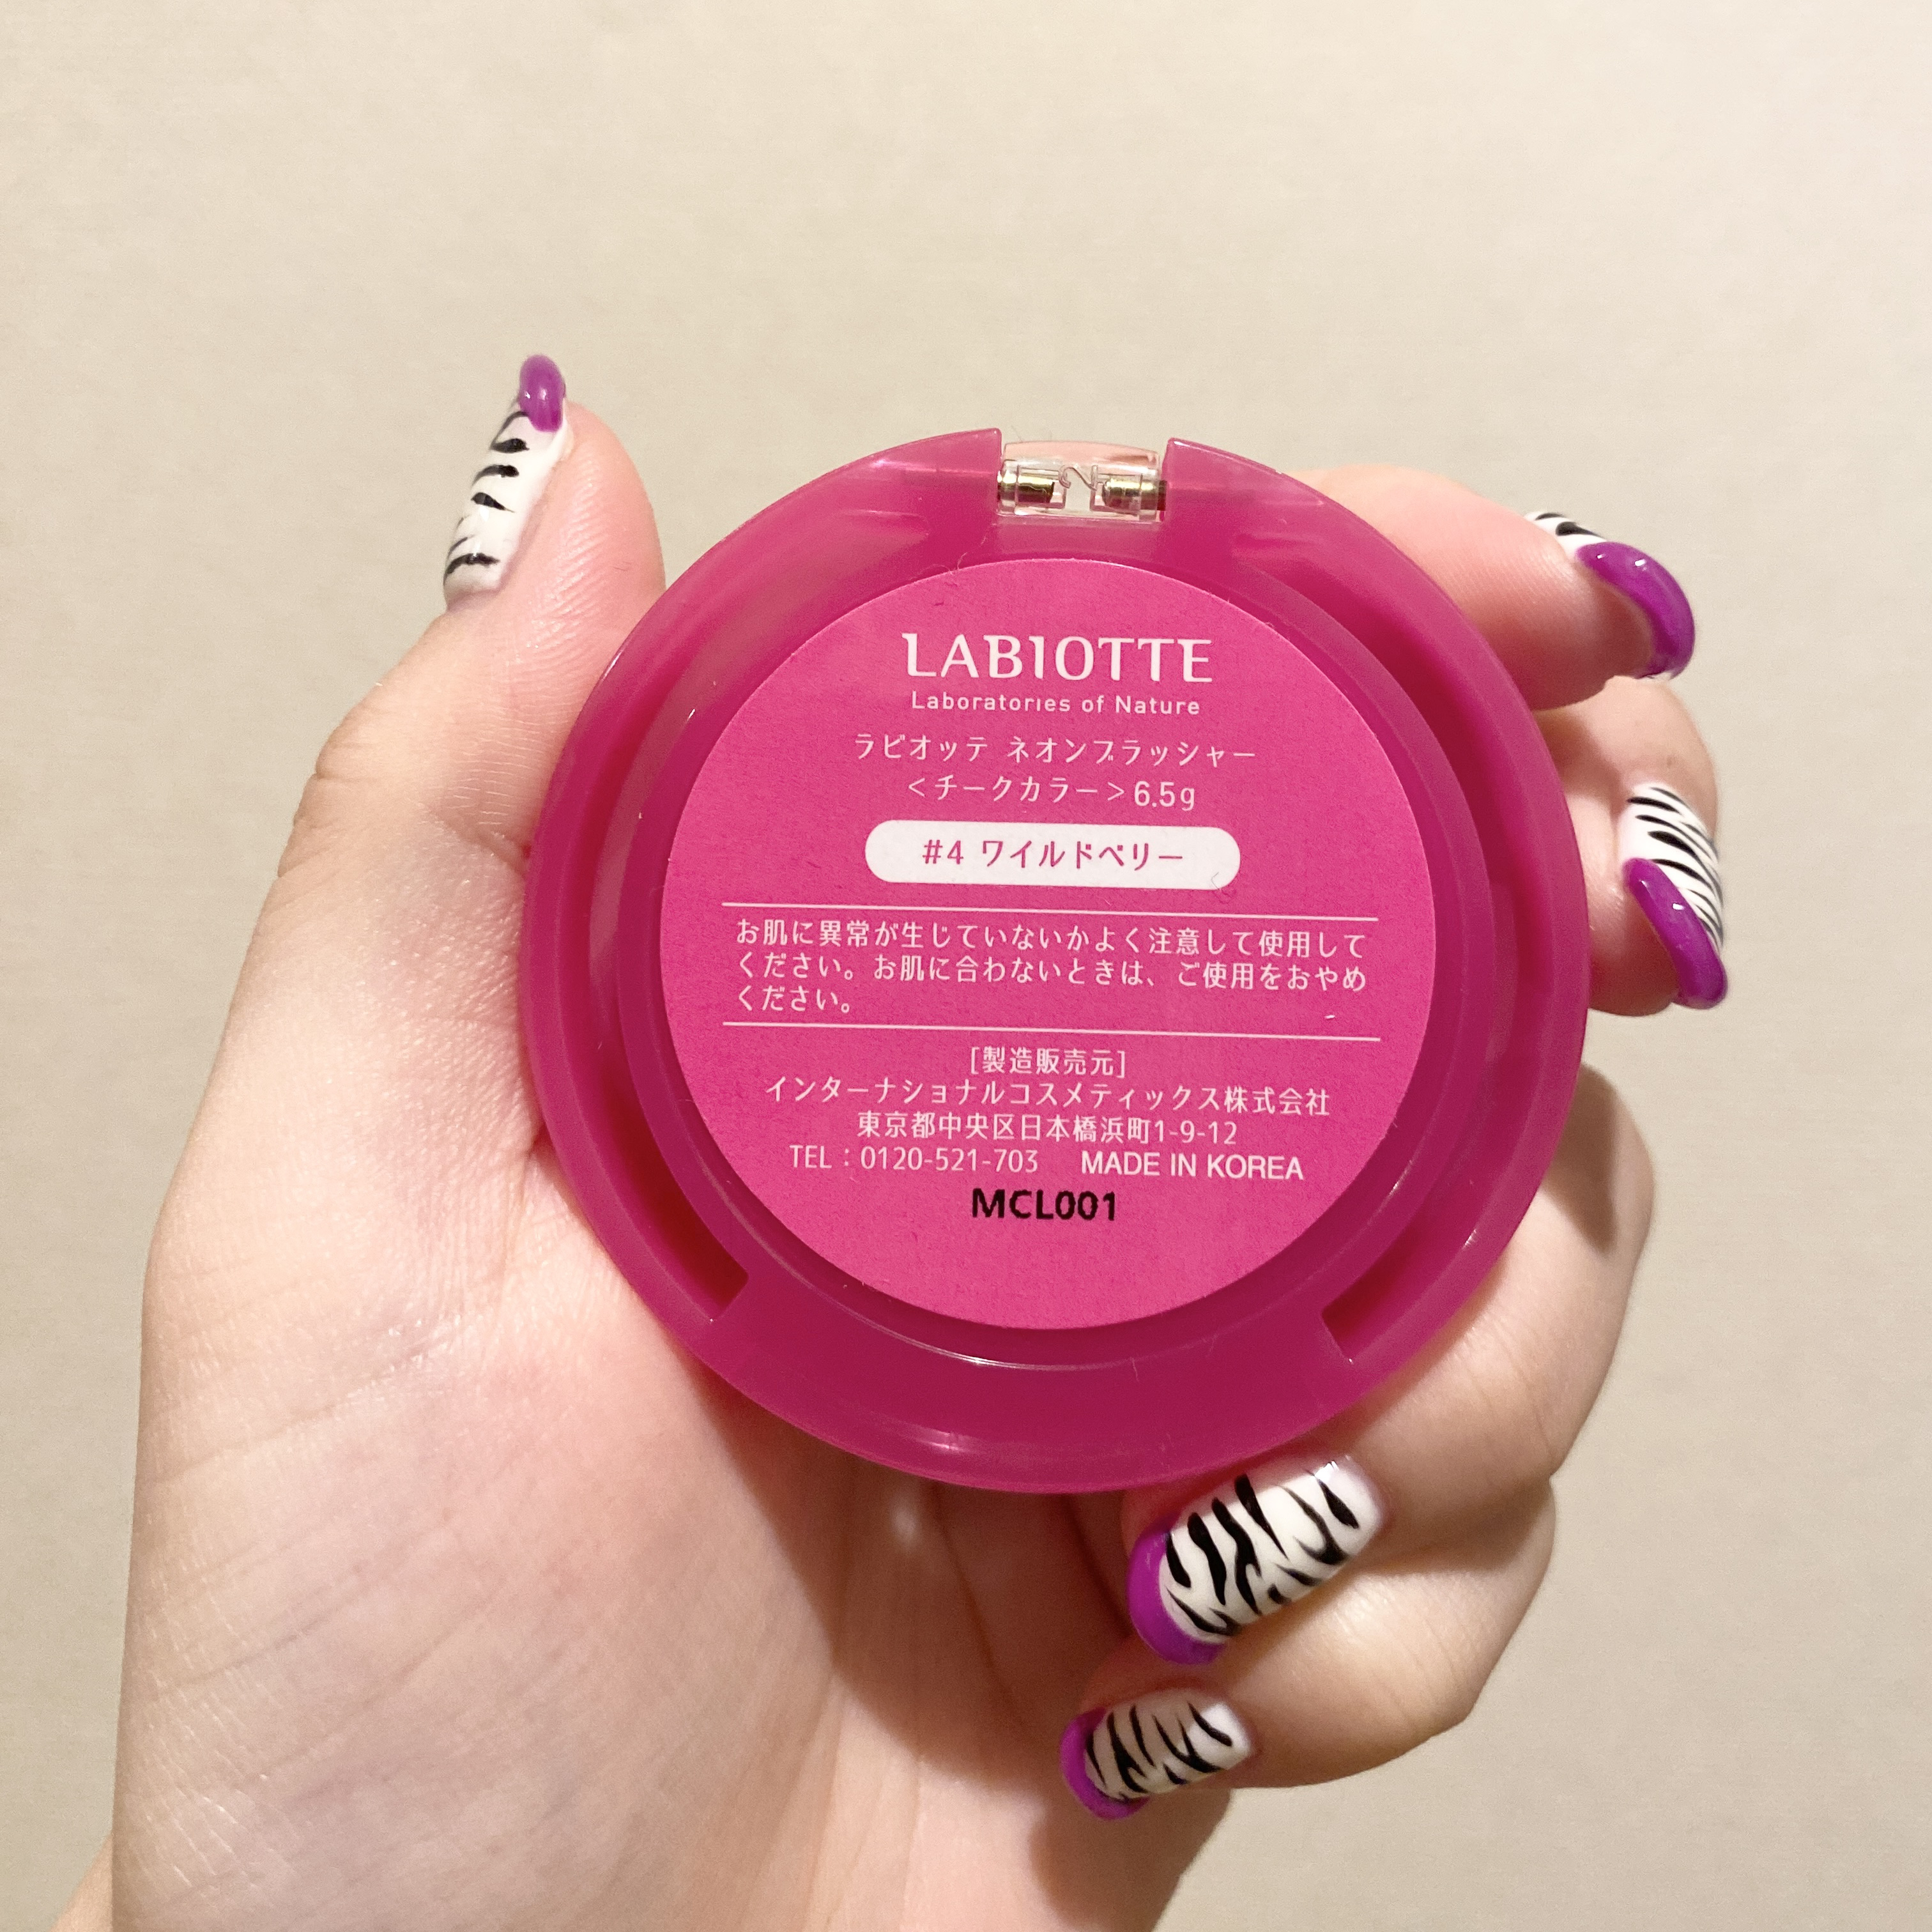 LABIOTTE
Laboratories of Nature
ラビオッテ ネオンブラッシャー
<チークカラー>6.5g
#4 ワイルドベリー
お肌に異常が生じていないかよく注意して使用して
ください。お肌に合わないときは、ご使用をおやめ
ください。
[製造販売元]
インターナショナルコスメティックス株式会社
東京都中央区日本橋浜町1-9-12
TEL：0120-521-703 MADE IN KOREA
MCL001